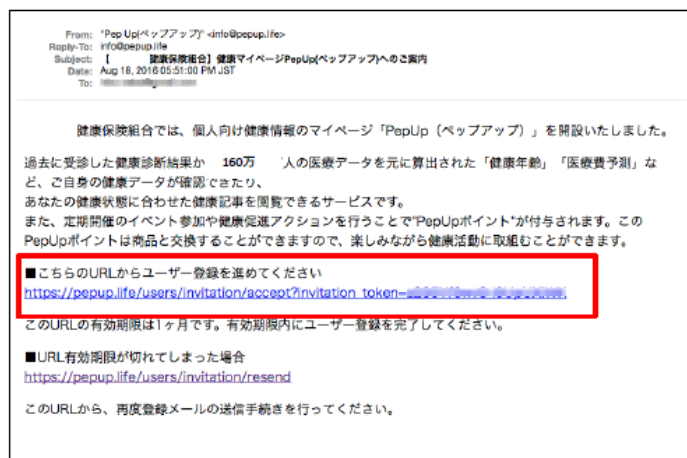 From: "Pep Up(ペップアップ)" <info@pepup.life>
Reply-To: info@pepup.life
Subject: 【 健康保険組合】健康マイページPepUp(ペップアップ)へのご案内
Date: Aug 18, 2016 05:51:00 PM JST
To:
健康保険組合では、個人向け健康情報のマイページ「PepUp（ペップアップ）」を開設いたしました。
過去に受診した健康診断結果か 160万 人の医療データを元に算出された「健康年齢」「医療費予測」な
ど、ご自身の健康データが確認できたり、
あなたの健康状態に合わせた健康記事を閲覧できるサービスです。
また、定期開催のイベント参加や健康促進アクションを行うことで"PepUpポイント"が付与されます。この
PepUpポイントは商品と交換することができますので、楽しみながら健康活動に取組むことができます。
■こちらのURLからユーザー登録を進めてください
https://pepup.life/users/invitation/accept?invitation_token=
このURLの有効期限は1ヶ月です。有効期限内にユーザー登録を完了してください。
■URL有効期限が切れてしまった場合
https://pepup.life/users/invitation/resend
このURLから、再度登録メールの送信手続きを行ってください。